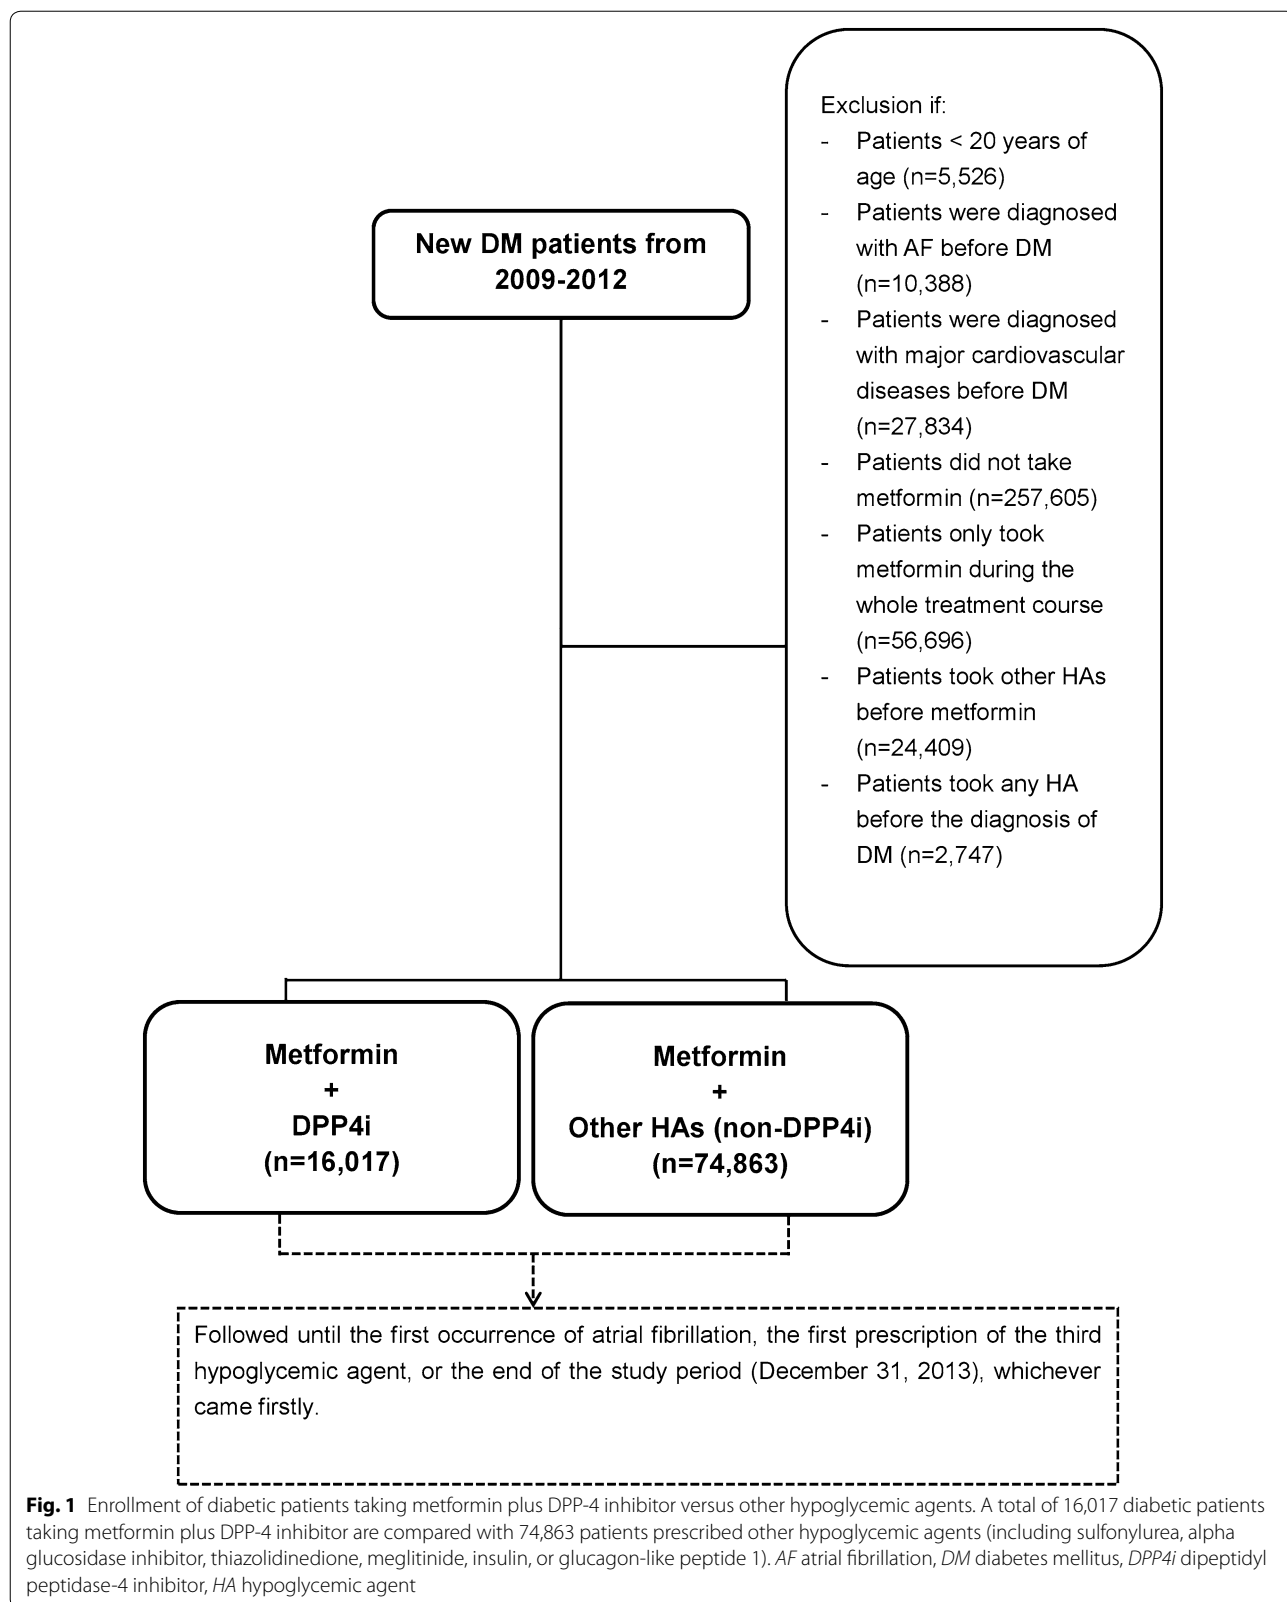 New DM patients from
2009-2012
Exclusion if:
- Patients < 20 years of
age (n=5,526)
- Patients were diagnosed
with AF before DM
(n=10,388)
- Patients were diagnosed
with major cardiovascular
diseases before DM
(n=27,834)
- Patients did not take
metformin (n=257,605)
- Patients only took
metformin during the
whole treatment course
(n=56,696)
- Patients took other HAs
before metformin
(n=24,409)
- Patients took any HA
before the diagnosis of
DM (n=2,747)
Metformin
+
DPP4i
(n=16,017)
Metformin
+
Other HAs (non-DPP4i)
(n=74,863)
Followed until the first occurrence of atrial fibrillation, the first prescription of the third
hypoglycemic agent, or the end of the study period (December 31, 2013), whichever
came firstly.
Fig. 1 Enrollment of diabetic patients taking metformin plus DPP-4 inhibitor versus other hypoglycemic agents. A total of 16,017 diabetic patients
taking metformin plus DPP-4 inhibitor are compared with 74,863 patients prescribed other hypoglycemic agents (including sulfonylurea, alpha
glucosidase inhibitor, thiazolidinedione, meglitinide, insulin, or glucagon-like peptide 1). AF atrial fibrillation, DM diabetes mellitus, DPP4i dipeptidyl
peptidase-4 inhibitor, HA hypoglycemic agent